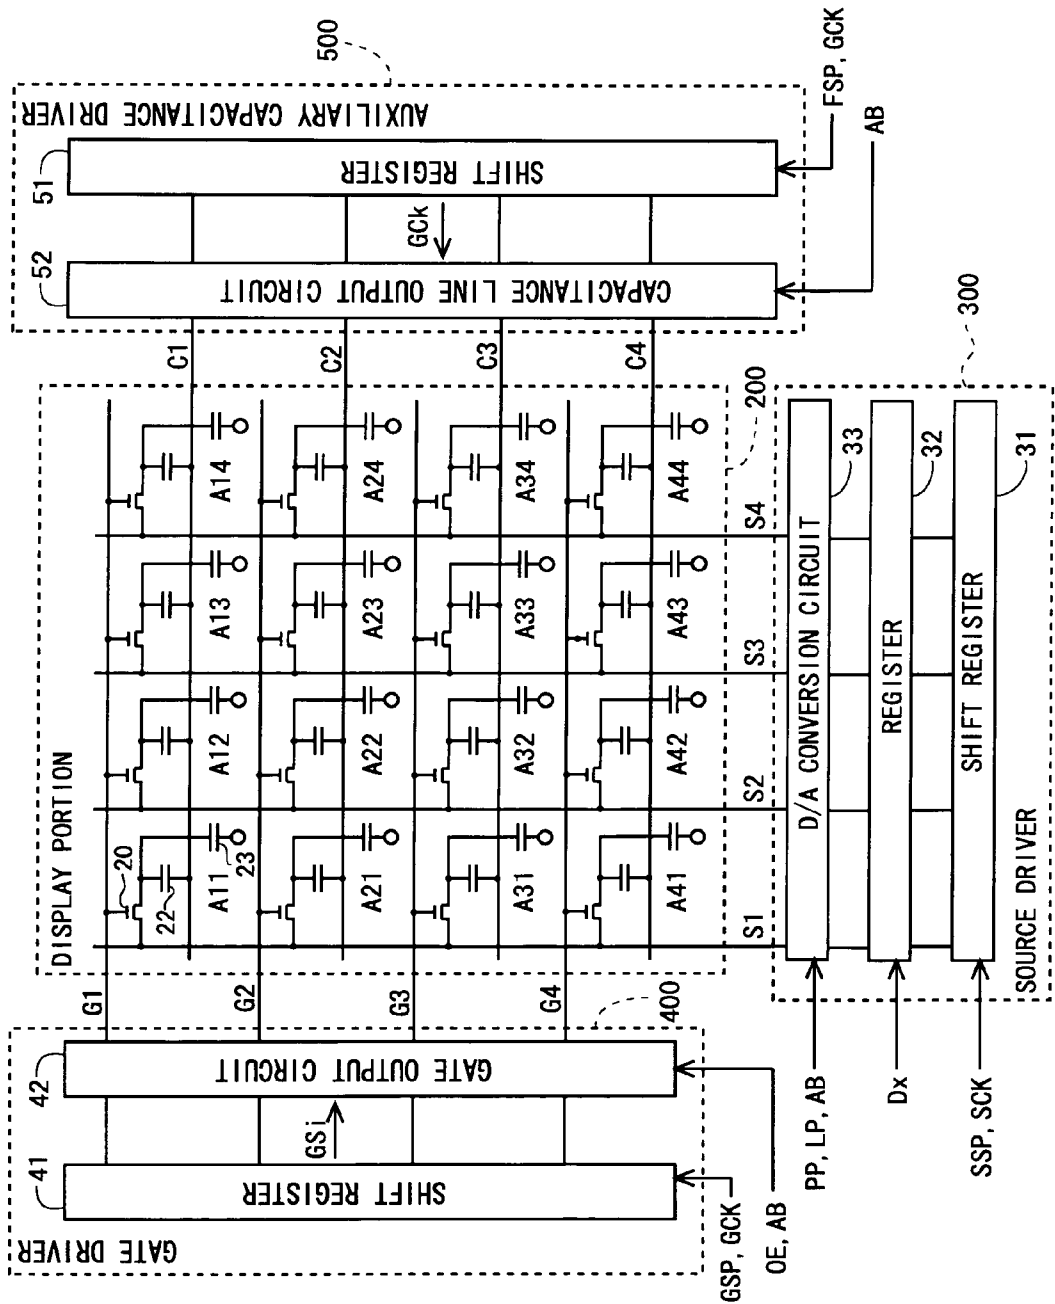 GATE DRIVER
41
SHIFT REGISTER
GSi
42
GATE OUTPUT CIRCUIT
400
GSP, GCK
OE, AB
G1
G2
G3
G4
DISPLAY PORTION
20
22
23
A11
A12
A13
A14
A21
A22
A23
A24
A31
A32
A33
A34
A41
A42
A43
A44
200
S1
S2
S3
S4
C1
C2
C3
C4
500
AUXILIARY CAPACITANCE DRIVER
51
SHIFT REGISTER
GCk
52
CAPACITANCE LINE OUTPUT CIRCUIT
FSP, GCK
AB
300
D/A CONVERSION CIRCUIT
33
REGISTER
32
SHIFT REGISTER
31
SOURCE DRIVER
PP, LP, AB
Dx
SSP, SCK